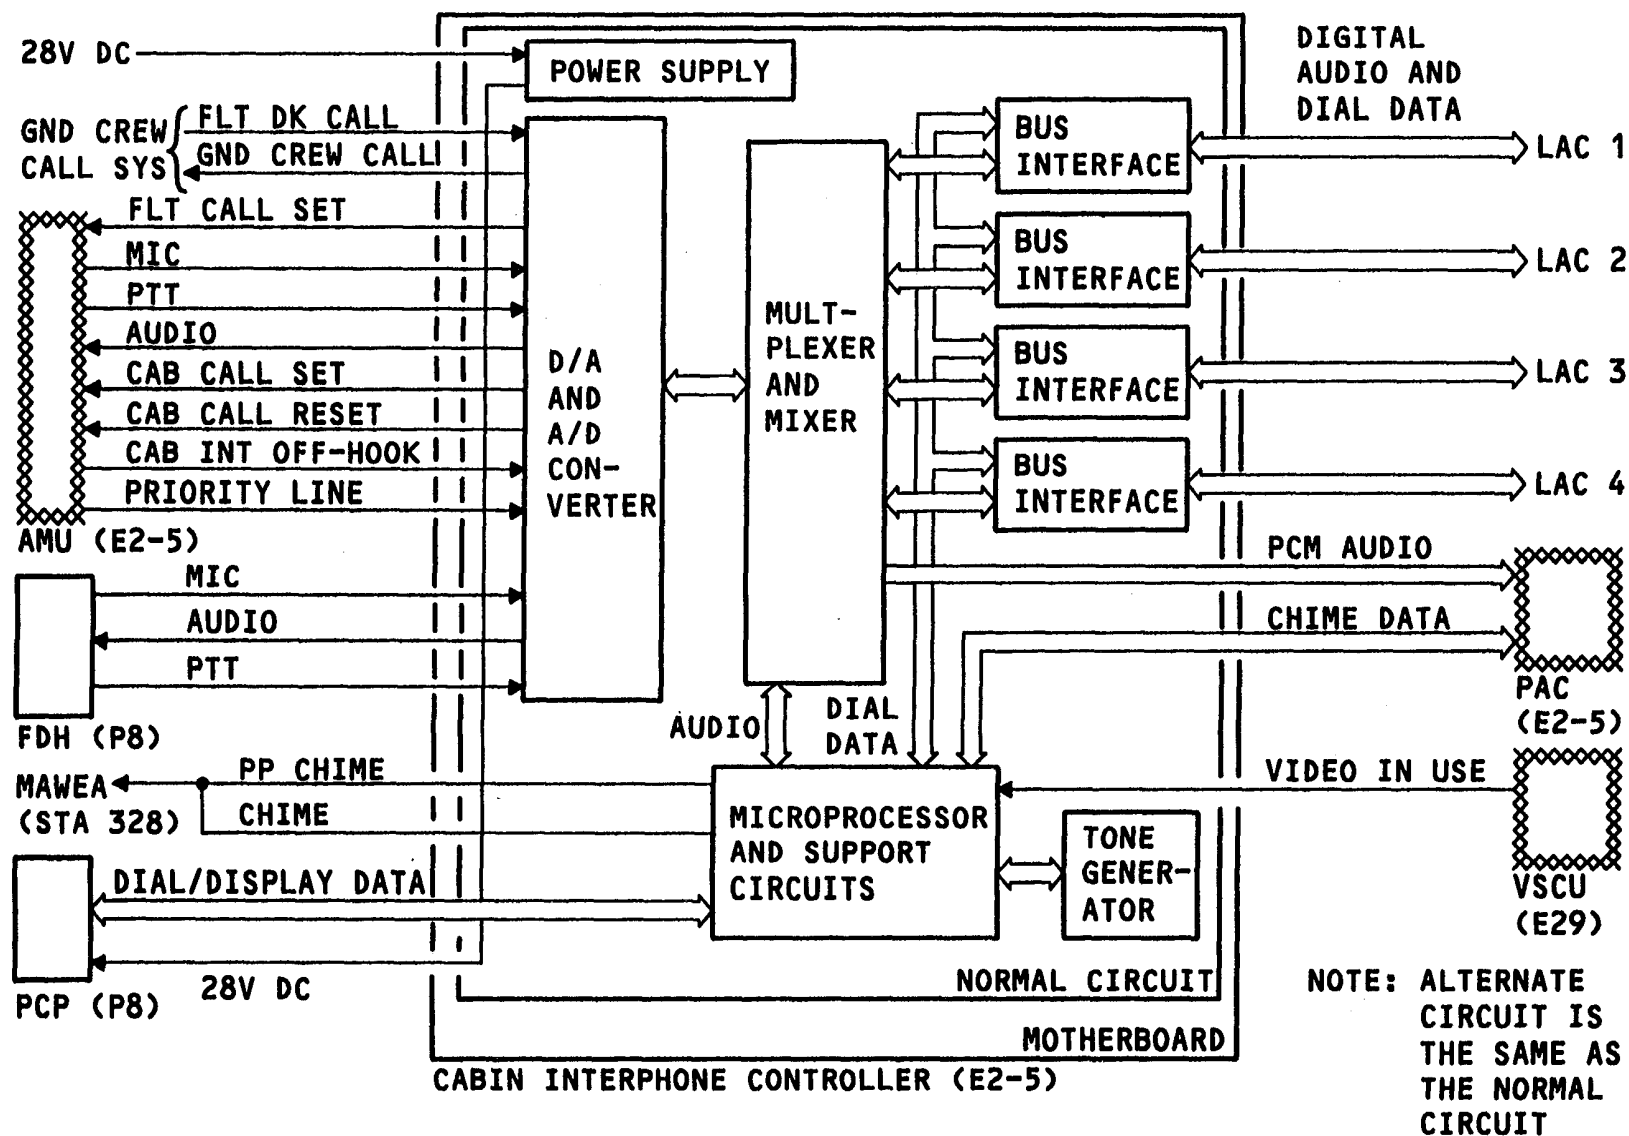 28V DC
POWER SUPPLY
DIGITAL
AUDIO AND
DIAL DATA
GND CREW
CALL SYS
FLT DK CALL
GND CREW CALL
FLT CALL SET
MIC
PTT
AUDIO
CAB CALL SET
CAB CALL RESET
CAB INT OFF-HOOK
PRIORITY LINE
AMU (E2-5)
MIC
AUDIO
PTT
FDH (P8)
D/A
AND
A/D
CON-
VERTER
MULT-
PLEXER
AND
MIXER
BUS
INTERFACE
LAC 1
BUS
INTERFACE
LAC 2
BUS
INTERFACE
LAC 3
BUS
INTERFACE
LAC 4
PCM AUDIO
CHIME DATA
PAC
(E2-5)
AUDIO
DIAL
DATA
MAWEA
(STA 328)
PP CHIME
CHIME
MICROPROCESSOR
AND SUPPORT
CIRCUITS
VIDEO IN USE
TONE
GENER-
ATOR
VSCU
(E29)
DIAL/DISPLAY DATA
28V DC
PCP (P8)
NORMAL CIRCUIT
MOTHERBOARD
CABIN INTERPHONE CONTROLLER (E2-5)
NOTE: ALTERNATE
CIRCUIT IS
THE SAME AS
THE NORMAL
CIRCUIT